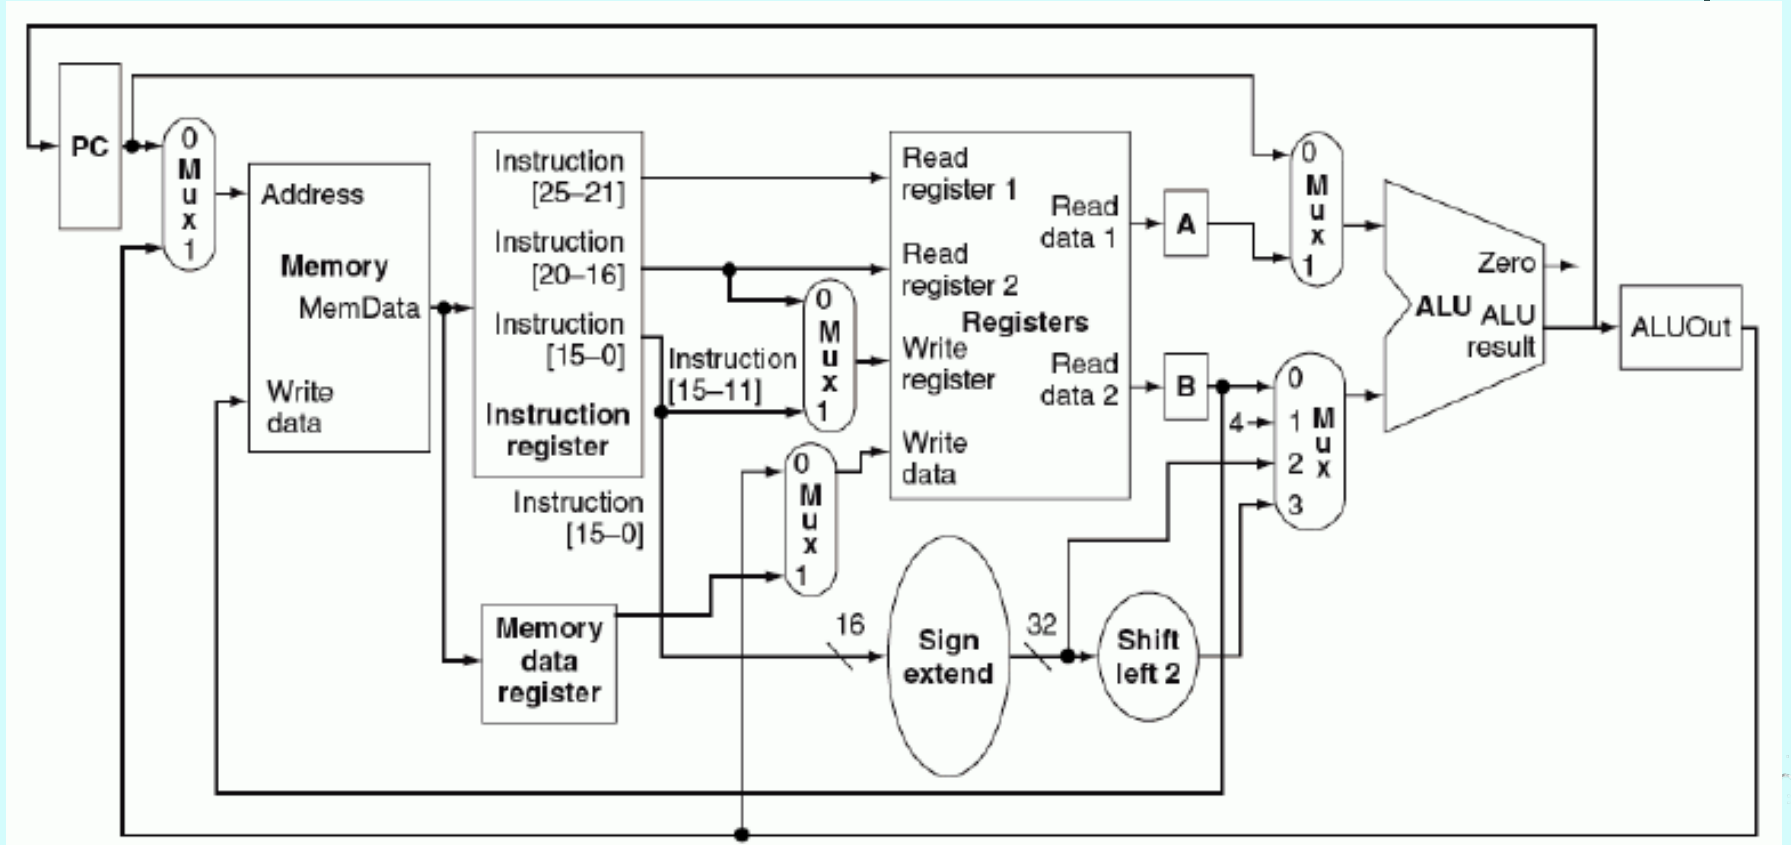 PC
0
M
u
x
1
Address
Memory
MemData
Write
data
Instruction
[25–21]
Instruction
[20–16]
Instruction
[15–0]
Instruction
register
Instruction
[15–0]
Memory
data
register
Instruction
[15–11]
0
M
u
x
1
0
M
u
x
1
Read
register 1
Read
register 2
Registers
Write
register
Write
data
Read
data 1
Read
data 2
16
Sign
extend
32
Shift
left 2
A
B
4
0
M
u
x
1
0
1 M
u
2 x
3
Zero
ALU
ALU
result
ALUOut